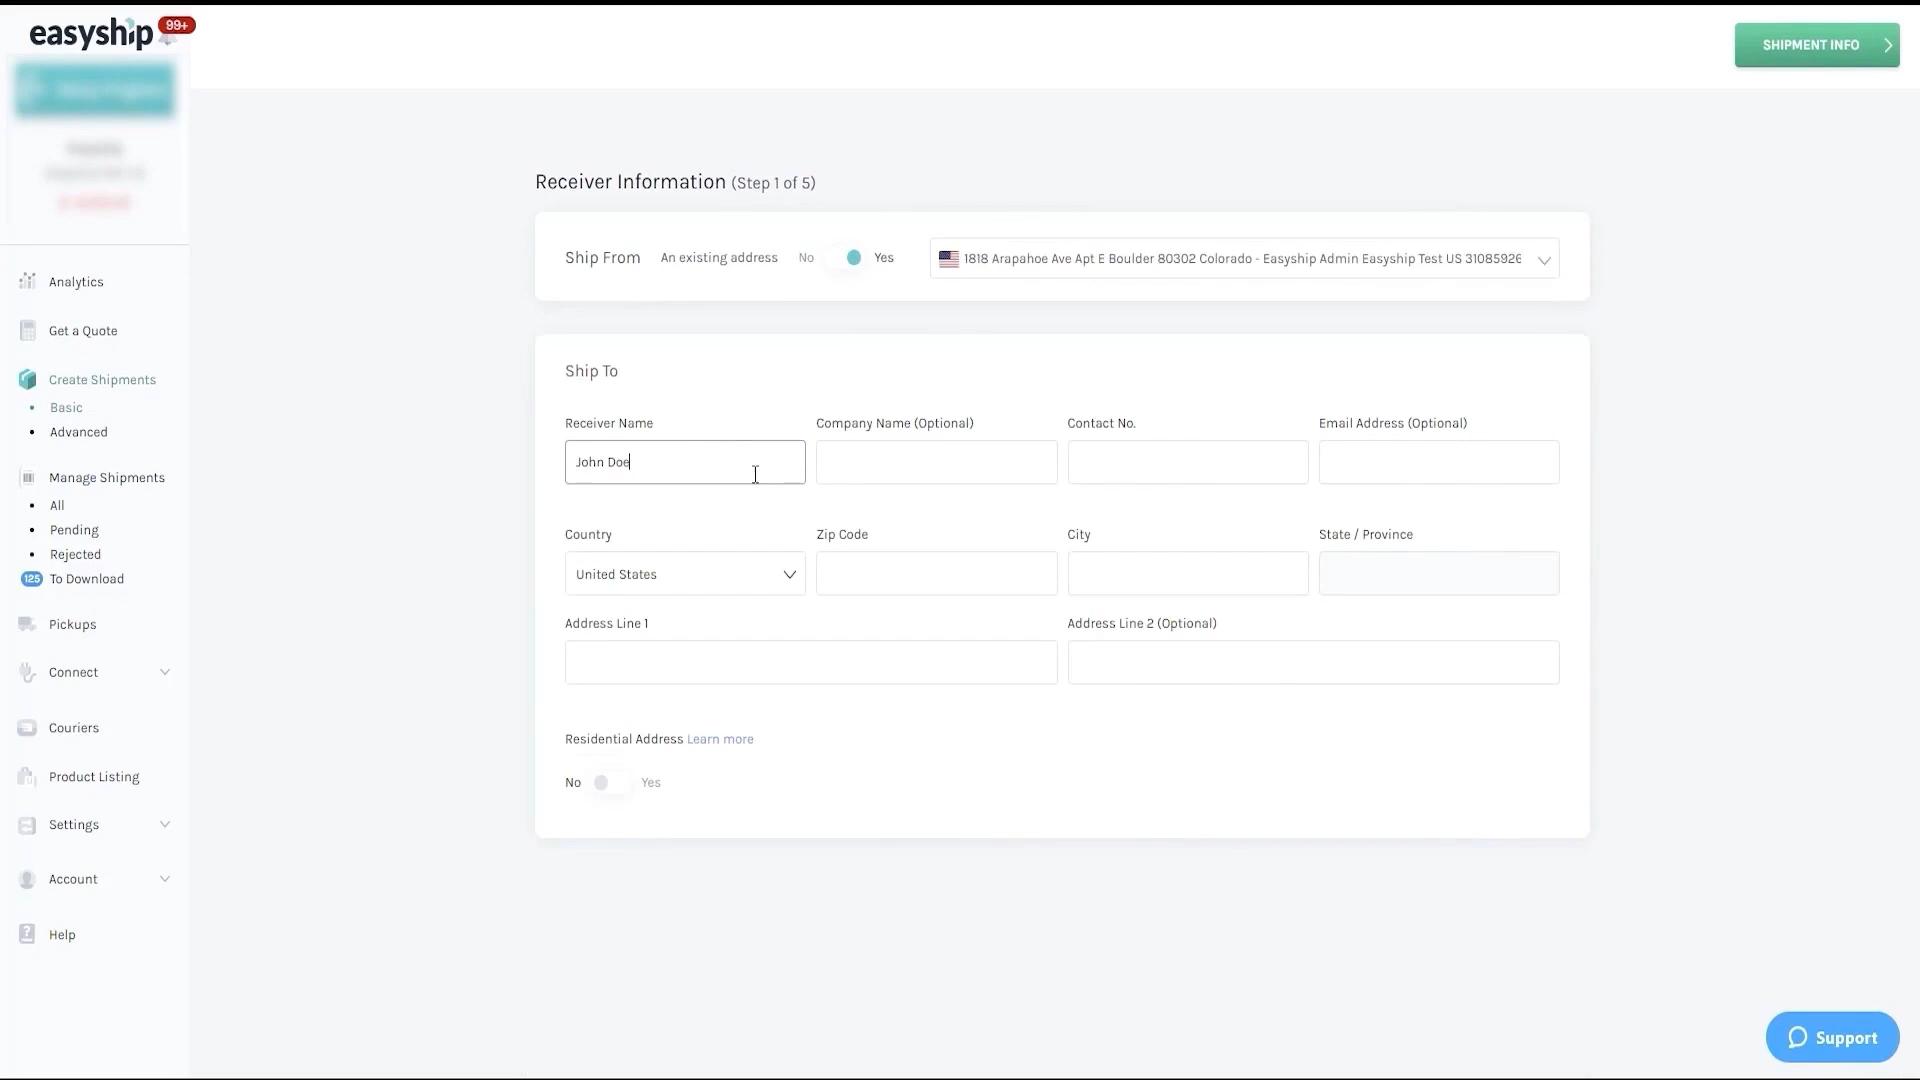 easyship
99+
SHIPMENT INFO
Receiver Information (Step 1 of 5)
Ship From An existing address No Yes 1818 Arapahoe Ave Apt E Boulder 80302 Colorado - Easyship Admin Easyship Test US 31085926
Analytics
Get a Quote
Create Shipments
Basic
Advanced
Manage Shipments
All
Pending
Rejected
125 To Download
Pickups
Connect
Couriers
Product Listing
Settings
Account
Help
Ship To
Receiver Name Company Name (Optional) Contact No. Email Address (Optional)
John Doe
Country Zip Code City State / Province
United States
Address Line 1 Address Line 2 (Optional)
Residential Address Learn more
No Yes
Support